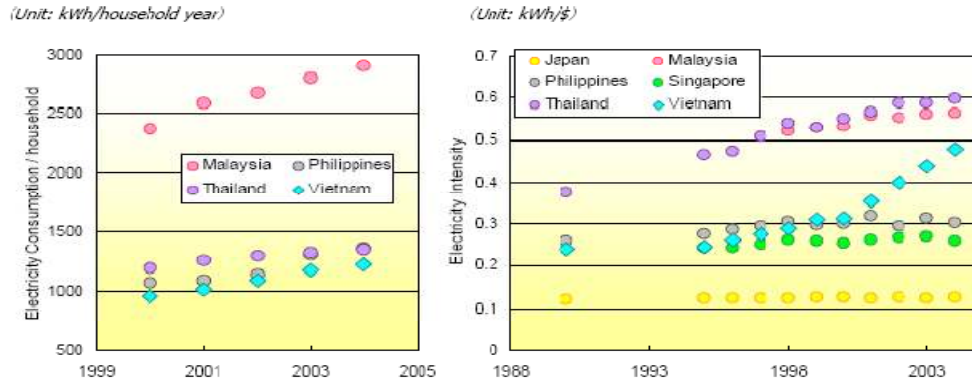 (Unit: kWh/household year)
(Unit: kWh/$)
Electricity Consumption / household
3000
2500
2000
1500
1000
500
1999
2001
2003
2005
Malaysia
Philippines
Thailand
Vietnam
Electricity Intensity
0.7
0.6
0.5
0.4
0.3
0.2
0.1
0
1988
1993
1998
2003
Japan
Malaysia
Philippines
Singapore
Thailand
Vietnam